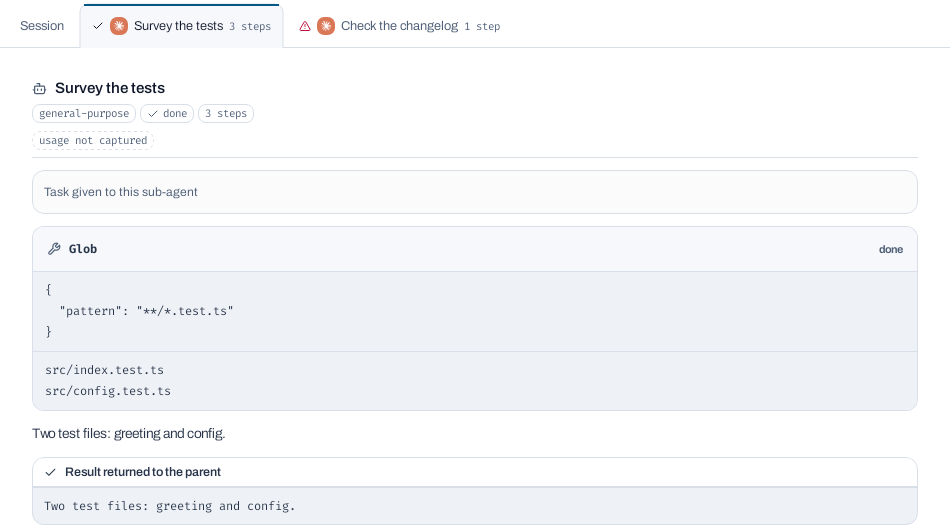 Session
Survey the tests 3 steps
Check the changelog 1 step
Survey the tests
general-purpose
done
3 steps
usage not captured
Task given to this sub-agent
Glob
done
{
  "pattern": "**/*.test.ts"
}
src/index.test.ts
src/config.test.ts
Two test files: greeting and config.
Result returned to the parent
Two test files: greeting and config.